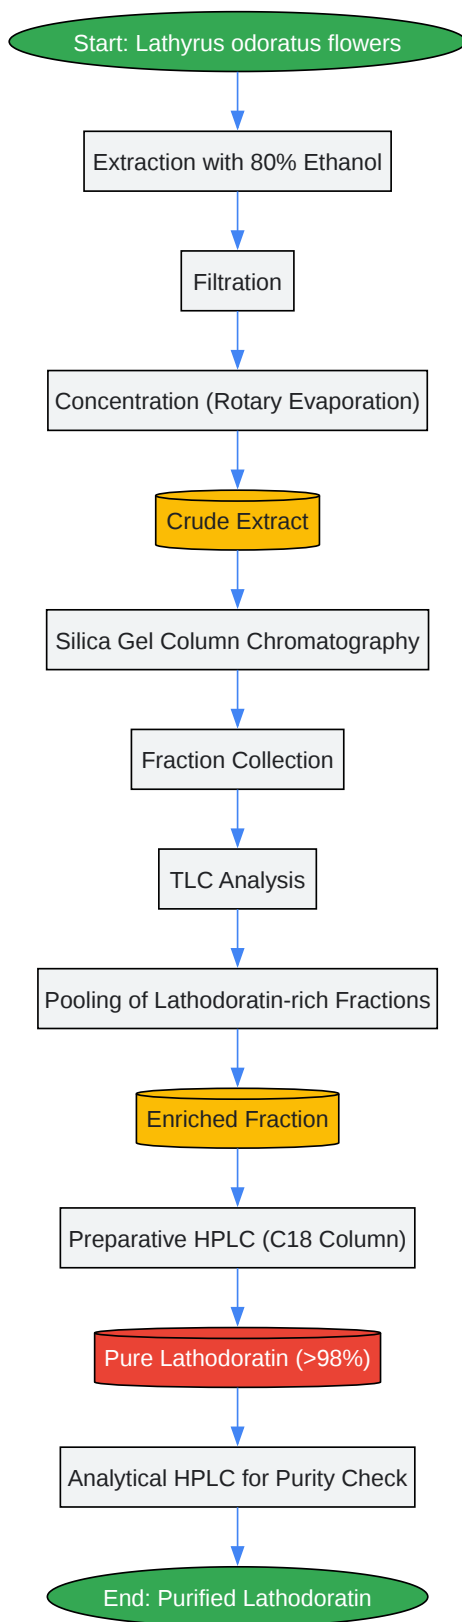 Start: Lathyrus odoratus flowers
Extraction with 80% Ethanol
Filtration
Concentration (Rotary Evaporation)
Crude Extract
Silica Gel Column Chromatography
Fraction Collection
TLC Analysis
Pooling of Lathodoratin-rich Fractions
Enriched Fraction
Preparative HPLC (C18 Column)
Pure Lathodoratin (>98%)
Analytical HPLC for Purity Check
End: Purified Lathodoratin